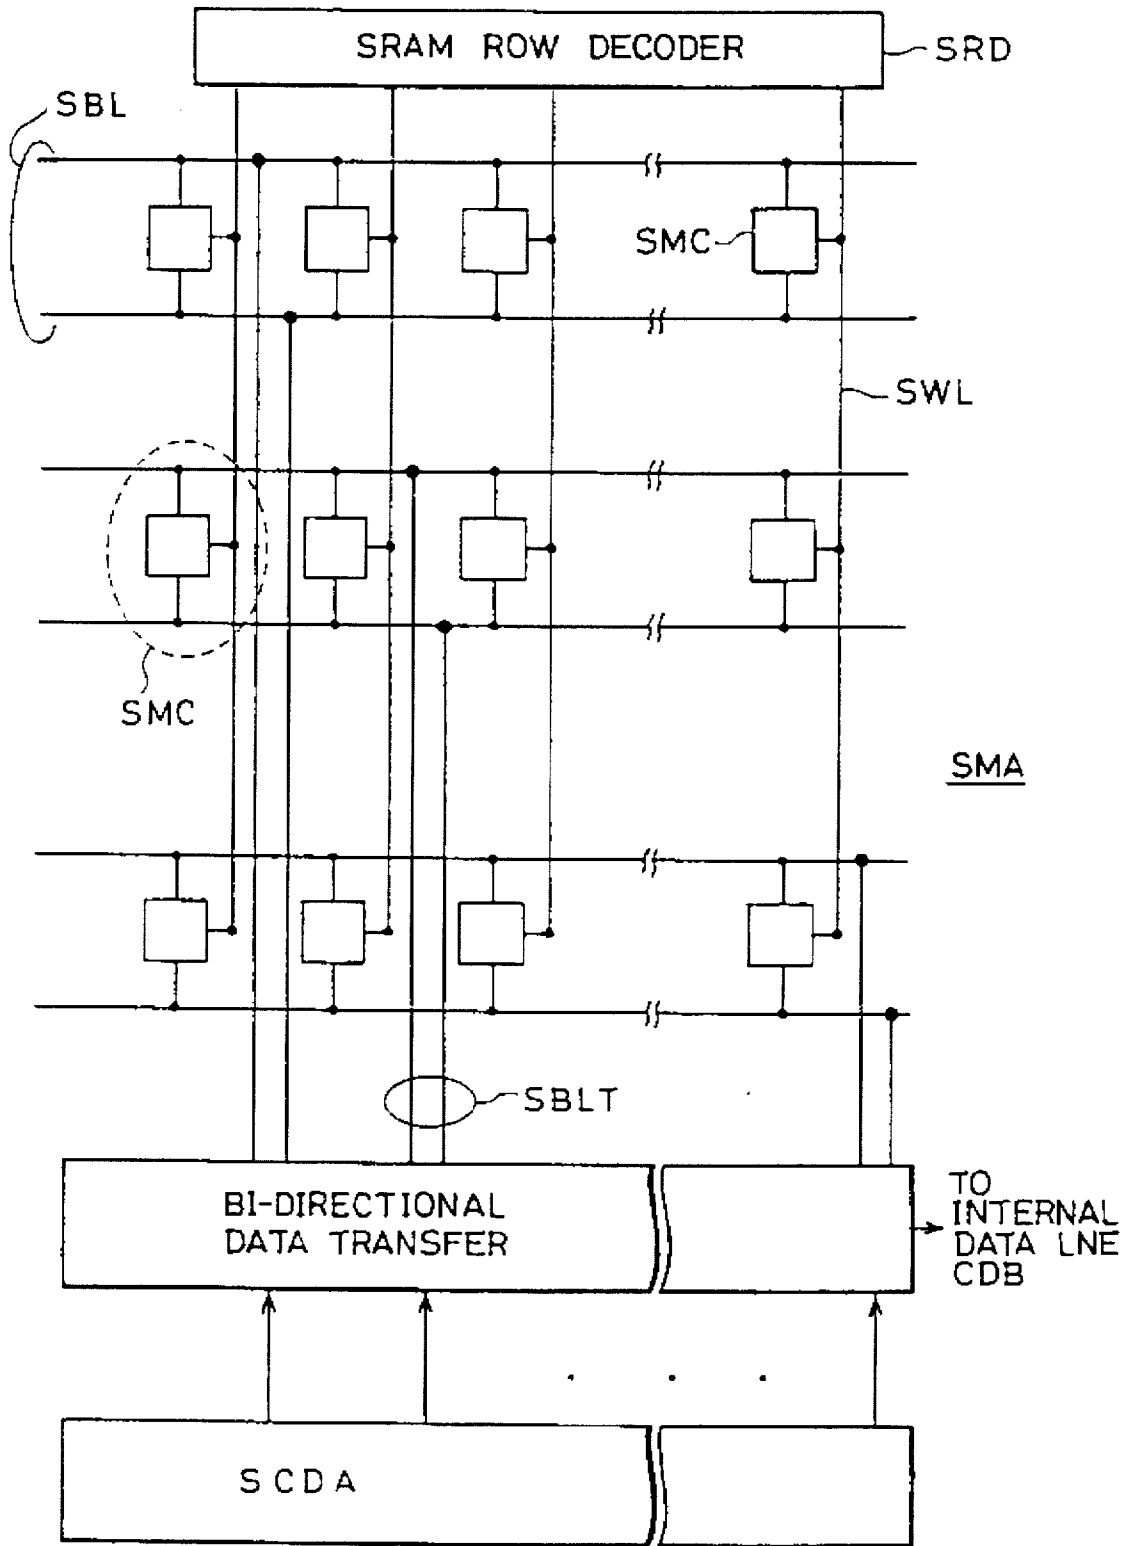 SRAM ROW DECODER
SRD
SBL
SMC
SWL
SMC
SMA
SBLT
BI-DIRECTIONAL
DATA TRANSFER
TO
INTERNAL
DATA LNE
CDB
SCDA